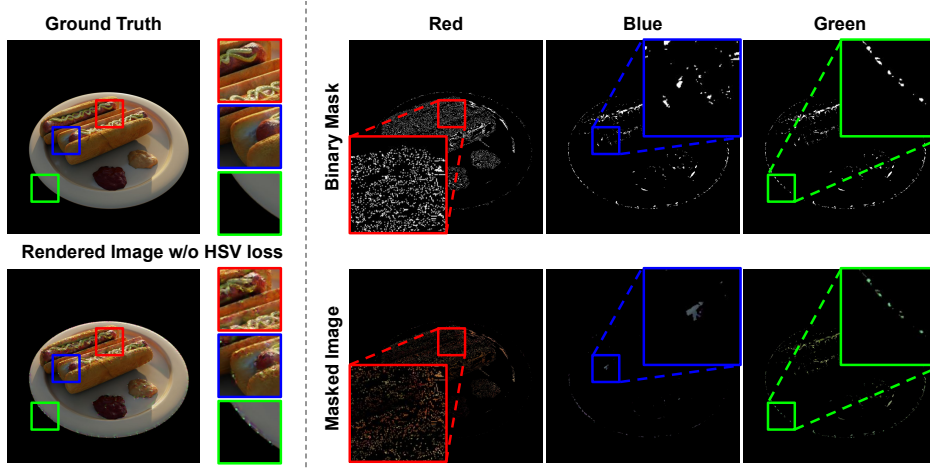 Ground Truth
Red
Blue
Green
Binary Mask
Rendered Image w/o HSV loss
Masked Image